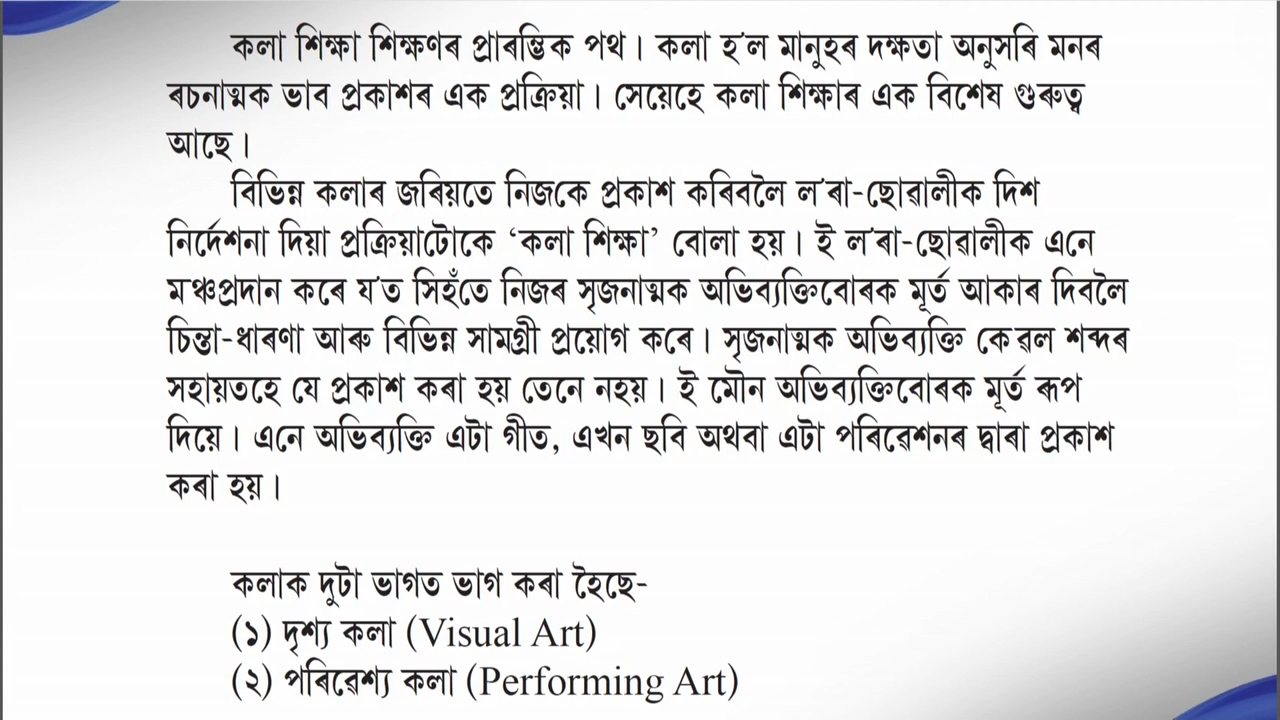 কলা শিক্ষা শিক্ষণৰ প্ৰাৰম্ভিক পথ। কলা হ'ল মানুহৰ দক্ষতা অনুসৰি মনৰ
ৰচনাত্মক ভাব প্ৰকাশৰ এক প্ৰক্ৰিয়া। সেয়েহে কলা শিক্ষাৰ এক বিশেষ গুৰুত্ব
আছে।
বিভিন্ন কলাৰ জৰিয়তে নিজকে প্ৰকাশ কৰিবলৈ ল'ৰা-ছোৱালীক দিশ
নিৰ্দেশনা দিয়া প্ৰক্ৰিয়াটোকে ‘কলা শিক্ষা’ বোলা হয়। ই ল'ৰা-ছোৱালীক এনে
ম'ঞ্চপ্ৰদান কৰে য'ত সিহঁতে নিজৰ সৃজনাত্মক অভিব্যক্তিবোৰক মূৰ্ত আকাৰ দিবলৈ
চিন্তা-ধাৰণা আৰু বিভিন্ন সামগ্ৰী প্ৰয়োগ কৰে। সৃজনাত্মক অভিব্যক্তি কেৱল শব্দৰ
সহায়তহে যে প্ৰকাশ কৰা হয় তেনে নহয়। ই মৌন অভিব্যক্তিবোৰক মূৰ্ত ৰূপ
দিয়ে। এনে অভিব্যক্তি এটা গীত, এখন ছবি অথবা এটা পৰিৱেশনৰ দ্বাৰা প্ৰকাশ
কৰা হয়।
কলাক দুটা ভাগত ভাগ কৰা হৈছে-
(১) দৃশ্য কলা (Visual Art)
(২) পৰিৱেশ্য কলা (Performing Art)